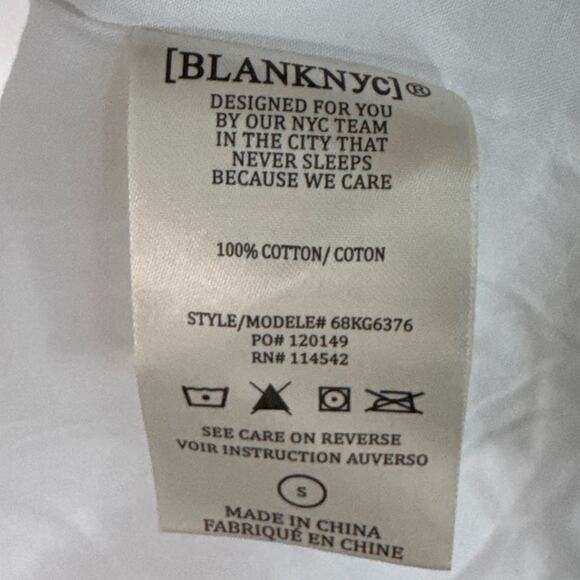 [BLANKNYC]®
DESIGNED FOR YOU
BY OUR NYC TEAM
IN THE CITY THAT
NEVER SLEEPS
BECAUSE WE CARE
100% COTTON/ COTON
STYLE/MODELE# 68KG6376
PO# 120149
RN# 114542
SEE CARE ON REVERSE
VOIR INSTRUCTION AUVERSO
S
MADE IN CHINA
FABRIQUÉ EN CHINE